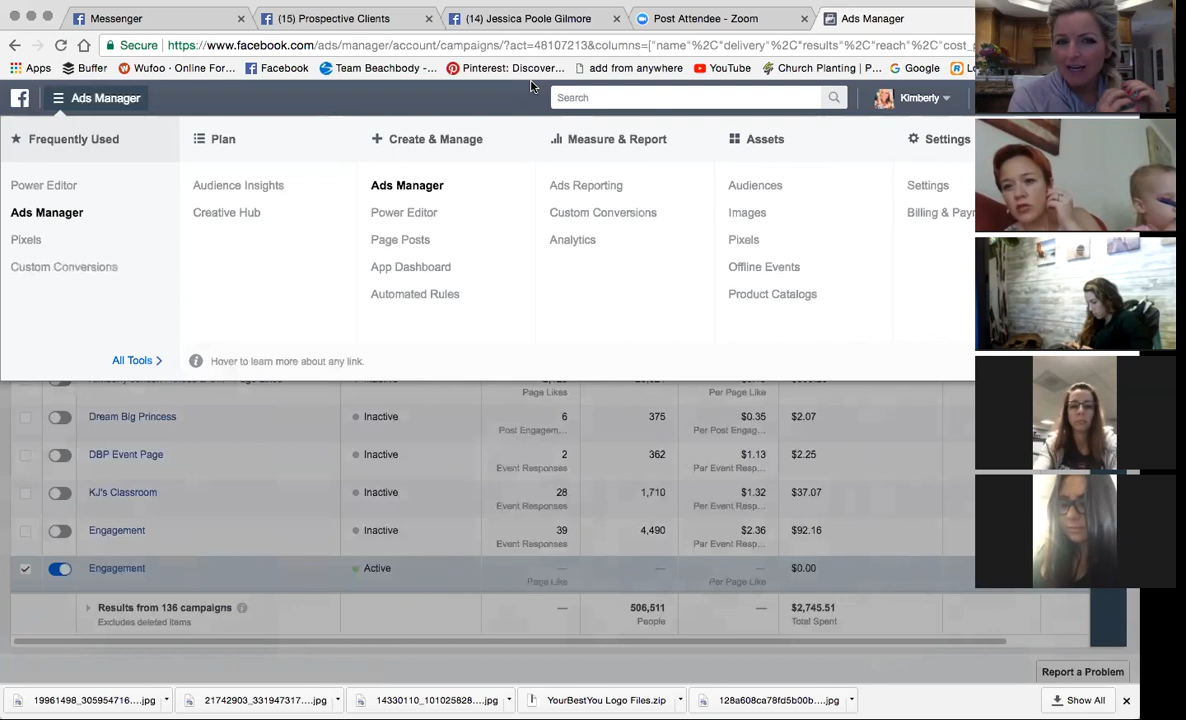 Messenger
(15) Prospective Clients
(14) Jessica Poole Gilmore
Post Attendee - Zoom
Ads Manager
Secure
https://www.facebook.com/ads/manager/account/campaigns/?act=48107213&columns=["name"%2C"delivery"%2C"results"%2C"reach"%2C"cost_p
Apps
Buffer
Wufoo - Online For...
Facebook
Team Beachbody -...
Pinterest: Discover...
add from anywhere
YouTube
Church Planting | P...
Google
Lo
Ads Manager
Search
Kimberly
Frequently Used
Plan
Create & Manage
Measure & Report
Assets
Settings
Power Editor
Audience Insights
Ads Manager
Ads Reporting
Audiences
Settings
Ads Manager
Creative Hub
Power Editor
Custom Conversions
Images
Billing & Payr
Pixels
Page Posts
Analytics
Pixels
Custom Conversions
App Dashboard
Offline Events
Automated Rules
Product Catalogs
All Tools
Hover to learn more about any link.
Inactive
Page Likes
Per Page Like
Dream Big Princess
Inactive
6
375
$0.35
$2.07
Post Engagem...
Per Post Engag...
DBP Event Page
Inactive
2
362
$1.13
$2.25
Event Responses
Per Event Resp...
KJ's Classroom
Inactive
28
1,710
$1.32
$37.07
Event Responses
Per Event Resp...
Engagement
Inactive
39
4,490
$2.36
$92.16
Event Responses
Per Event Resp...
Engagement
Active
—
—
—
$0.00
Page Like
Per Page Like
Results from 136 campaigns
—
506,511
—
$2,745.51
Excludes deleted items
People
Total Spent
Report a Problem
19961498_305954716....jpg
21742903_331947317....jpg
14330110_101025828....jpg
YourBestYou Logo Files.zip
128a608ca78fd5b00b....jpg
Show All